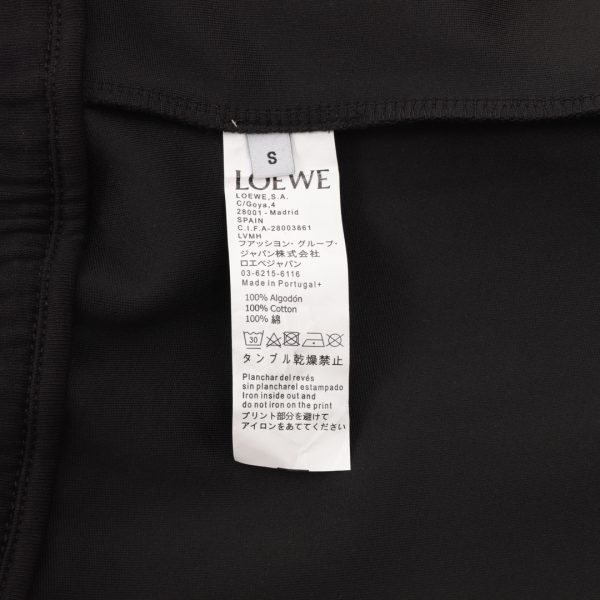 S
LOEWE
LOEWE,S.A.
C/Goya,4
28001-Madrid
SPAIN
C.I.F.A-28003861
LVMH
フアッション・グループ・
ジャパン株式会社
ロエベジャパン
03-6215-6116
Made in Portugal+
100% Algodón
100% Cotton
100% 綿
30
タンブル乾燥禁止
Planchar del revés
sin plancharel estampado
Iron inside out and
do not iron on the print
プリント部分を避けて
アイロンをあててください